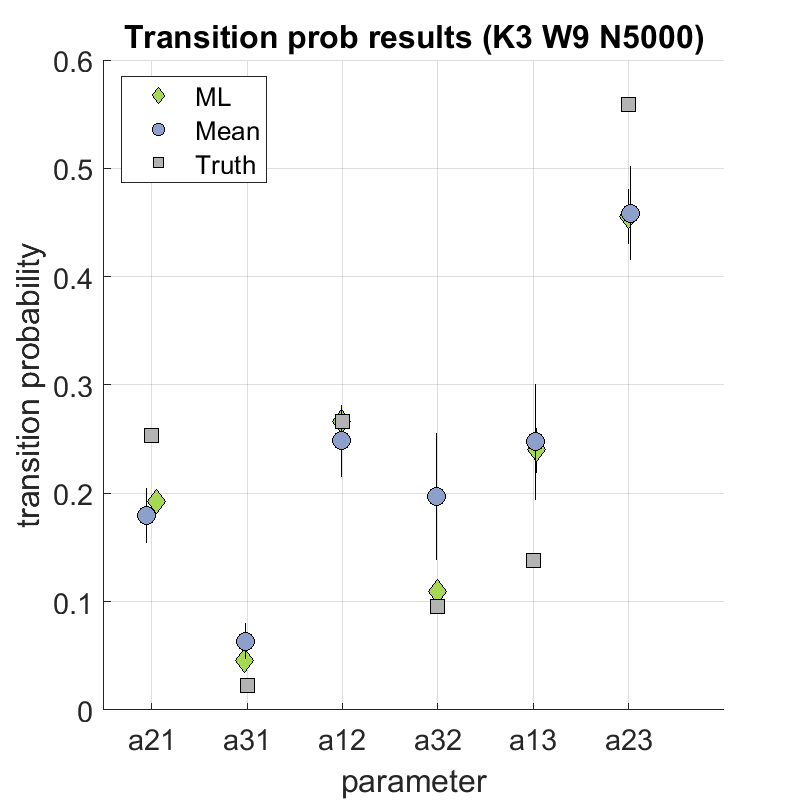 Transition prob results (K3 W9 N5000)
ML
Mean
Truth
transition probability
0.6
0.5
0.4
0.3
0.2
0.1
0
a21 a31 a12 a32 a13 a23
parameter